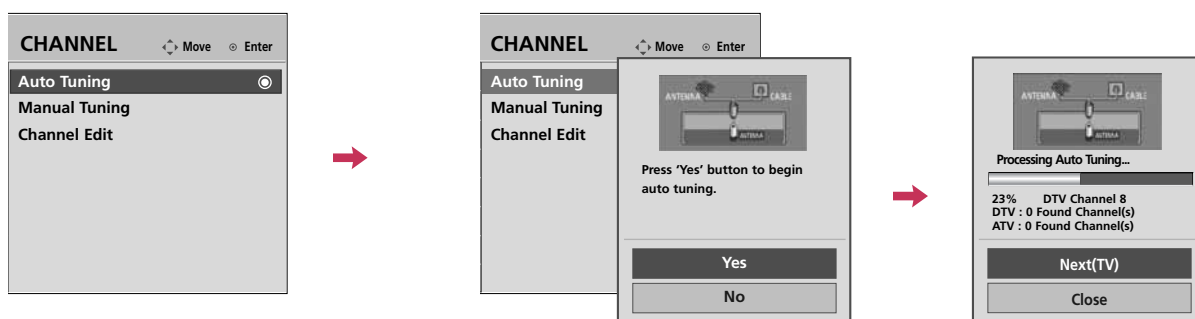 CHANNEL Move Enter
Auto Tuning
Manual Tuning
Channel Edit
CHANNEL Move Enter
Auto Tuning
Manual Tuning
Channel Edit
ANTENNA CABLE
ANTENNA
Press ‘Yes’ button to begin
auto tuning.
Yes
No
ANTENNA CABLE
ANTENNA
Processing Auto Tuning...
23% DTV Channel 8
DTV : 0 Found Channel(s)
ATV : 0 Found Channel(s)
Next(TV)
Close